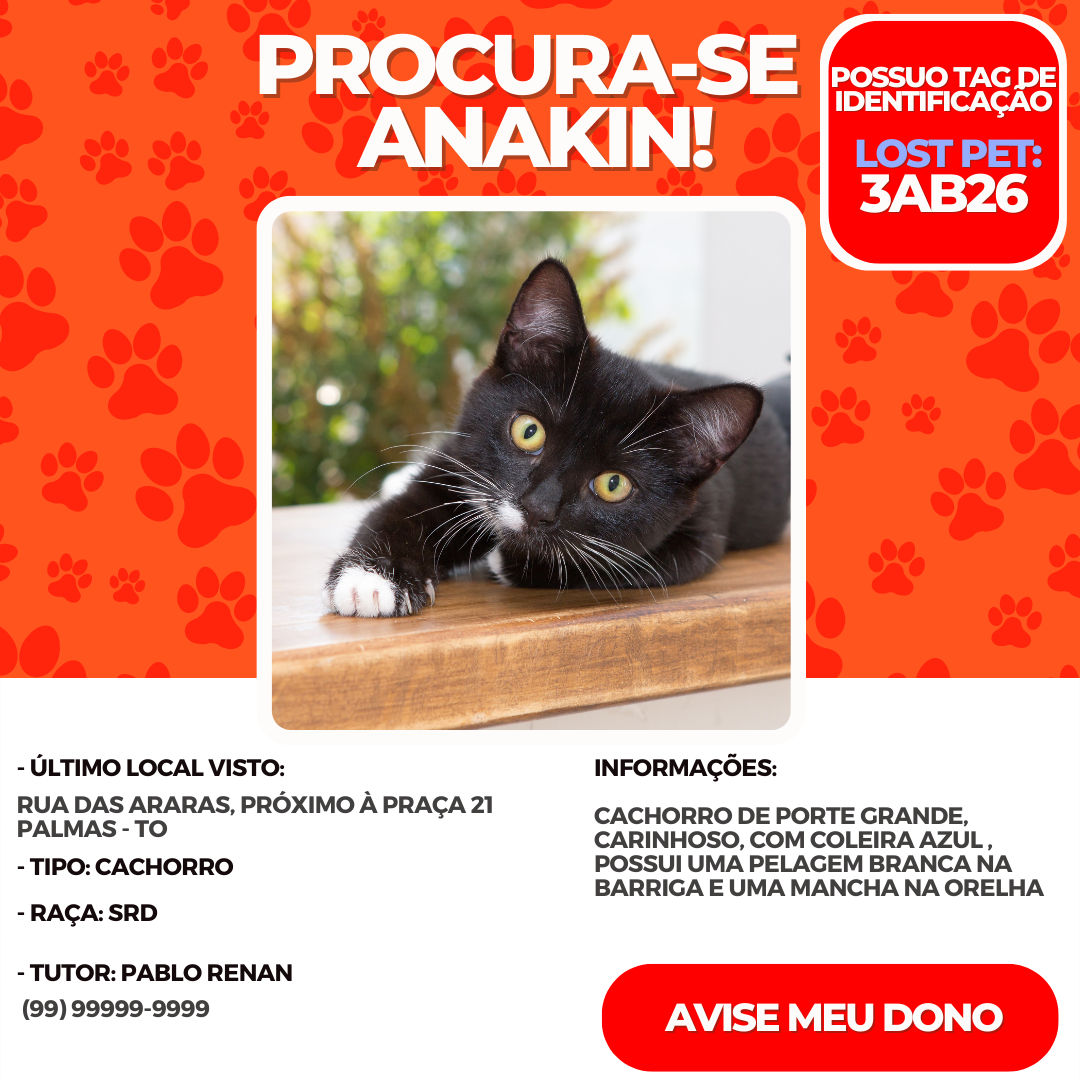 PROCURA-SE
ANAKIN!
POSSUO TAG DE
IDENTIFICAÇÃO
LOST PET:
3AB26
- ÚLTIMO LOCAL VISTO:
RUA DAS ARARAS, PRÓXIMO À PRAÇA 21
PALMAS - TO
- TIPO: CACHORRO
- RAÇA: SRD
- TUTOR: PABLO RENAN
(99) 99999-9999
INFORMAÇÕES:
CACHORRO DE PORTE GRANDE,
CARINHOSO, COM COLEIRA AZUL ,
POSSUI UMA PELAGEM BRANCA NA
BARRIGA E UMA MANCHA NA ORELHA
AVISE MEU DONO